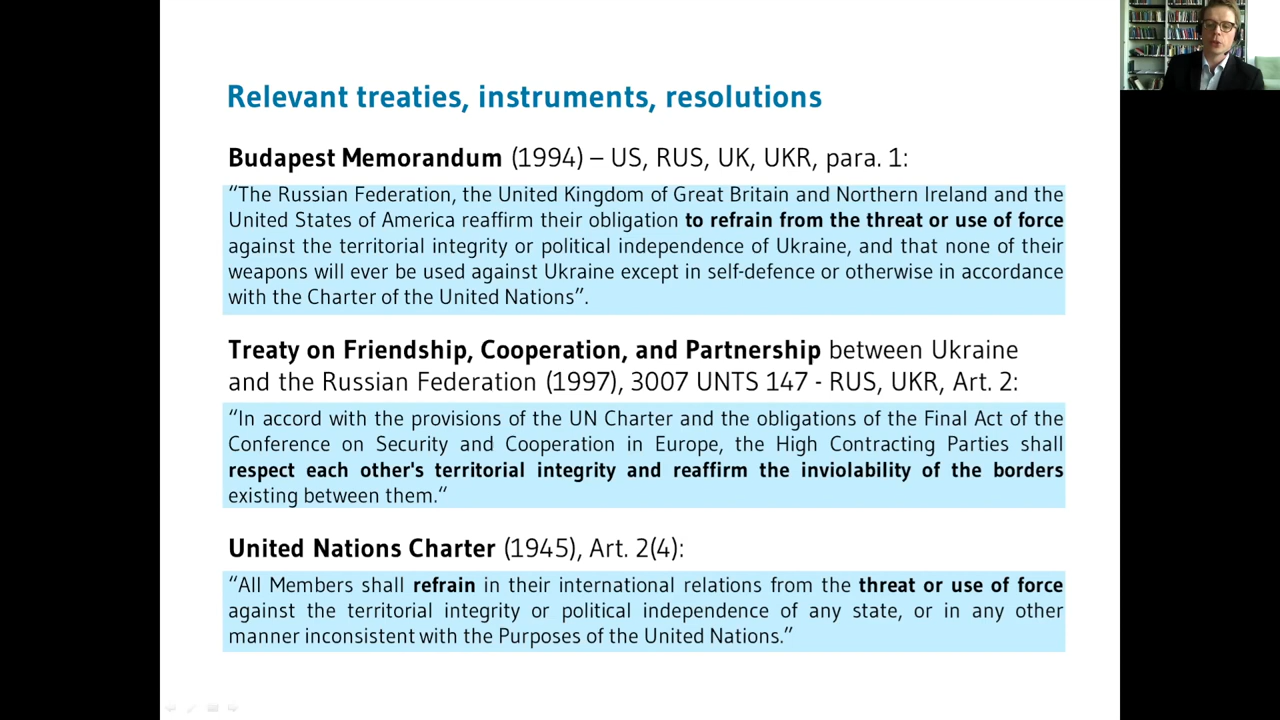 Relevant treaties, instruments, resolutions
Budapest Memorandum (1994) – US, RUS, UK, UKR, para. 1:
“The Russian Federation, the United Kingdom of Great Britain and Northern Ireland and the
United States of America reaffirm their obligation to refrain from the threat or use of force
against the territorial integrity or political independence of Ukraine, and that none of their
weapons will ever be used against Ukraine except in self-defence or otherwise in accordance
with the Charter of the United Nations”.
Treaty on Friendship, Cooperation, and Partnership between Ukraine
and the Russian Federation (1997), 3007 UNTS 147 - RUS, UKR, Art. 2:
“In accord with the provisions of the UN Charter and the obligations of the Final Act of the
Conference on Security and Cooperation in Europe, the High Contracting Parties shall
respect each other's territorial integrity and reaffirm the inviolability of the borders
existing between them.“
United Nations Charter (1945), Art. 2(4):
“All Members shall refrain in their international relations from the threat or use of force
against the territorial integrity or political independence of any state, or in any other
manner inconsistent with the Purposes of the United Nations.”